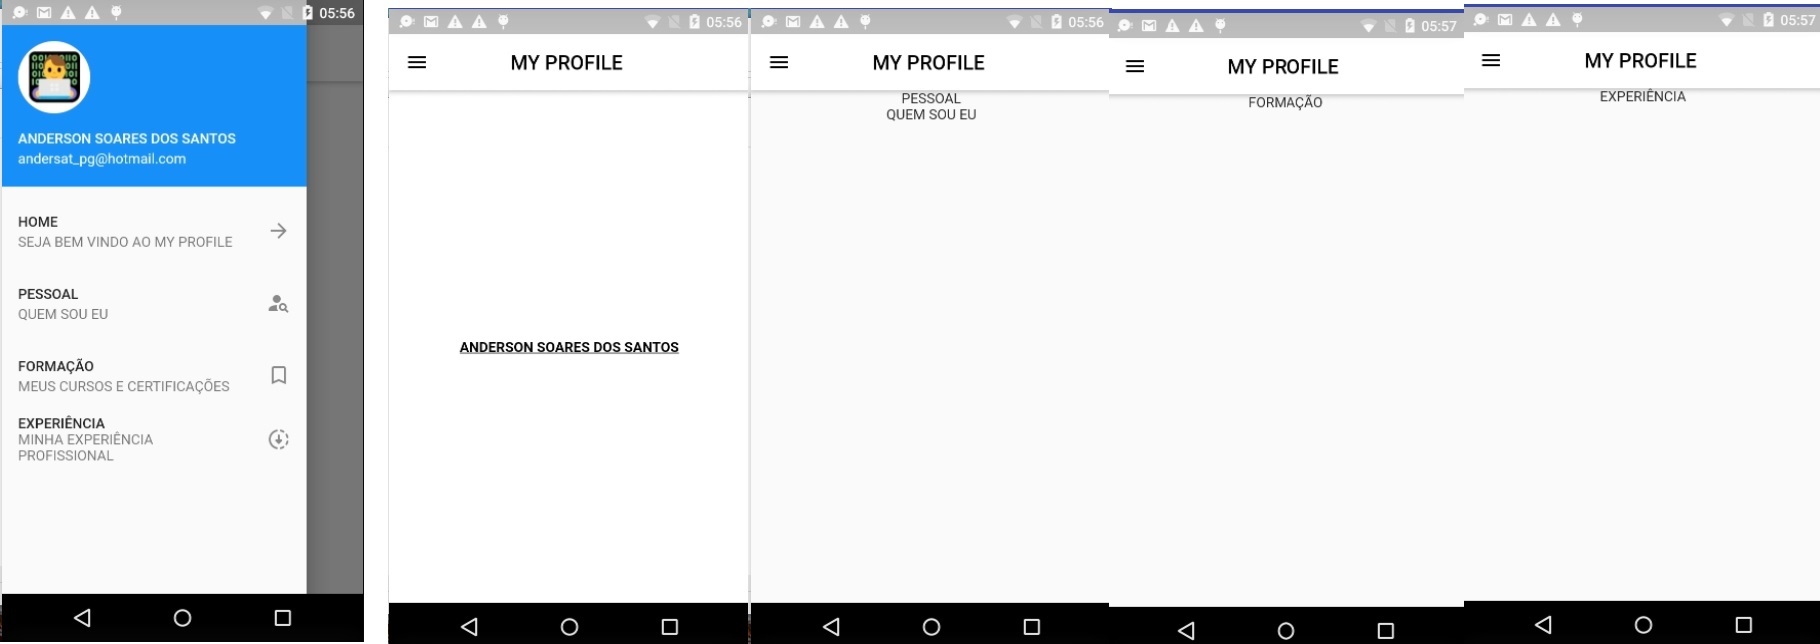 05:56
ANDERSON SOARES DOS SANTOS
andersat_pg@hotmail.com
HOME
SEJA BEM VINDO AO MY PROFILE
PESSOAL
QUEM SOU EU
FORMAÇÃO
MEUS CURSOS E CERTIFICAÇÕES
EXPERIÊNCIA
MINHA EXPERIÊNCIA
PROFISSIONAL
05:56
MY PROFILE
ANDERSON SOARES DOS SANTOS
05:56
MY PROFILE
PESSOAL
QUEM SOU EU
05:57
MY PROFILE
FORMAÇÃO
05:57
MY PROFILE
EXPERIÊNCIA